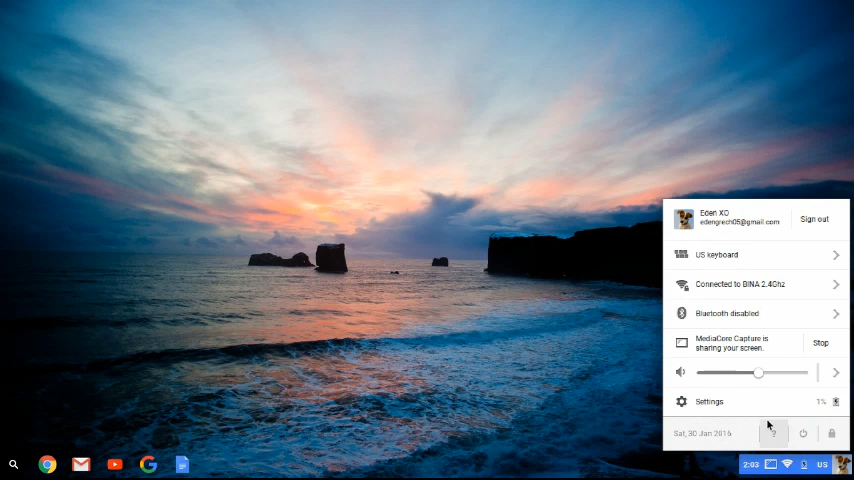 Eden XO
edengrech05@gmail.com
Sign out
US keyboard
Connected to BINA 2.4Ghz
Bluetooth disabled
MediaCore Capture is
sharing your screen.
Stop
Settings
1%
Sat, 30 Jan 2016
?
2:03
US